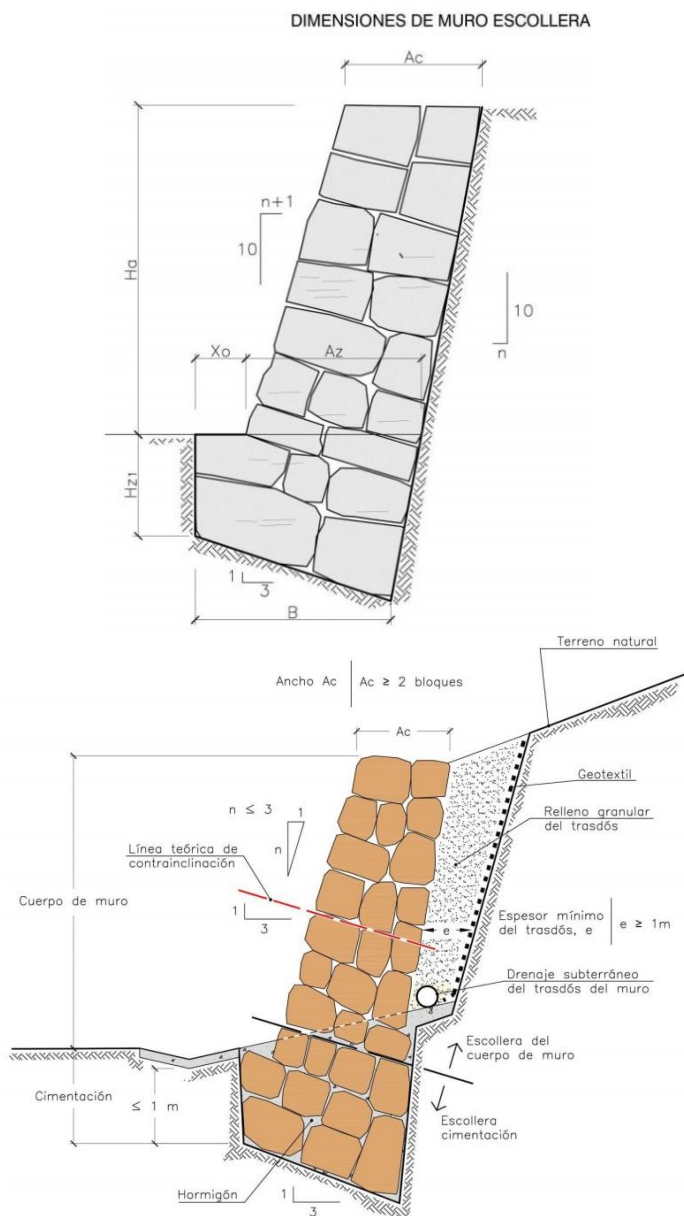 DIMENSIONES DE MURO ESCOLLERA
Ac
n+1
10
Ha
10
n
Xo
Az
Hz1
1
3
B
Terreno natural
Ancho Ac | Ac ≥ 2 bloques
Ac
Geotextil
n ≤ 3
1
n
Relleno granular
del trasdós
Línea teórica de
contrainclinación
Cuerpo de muro
1
3
e
Espesor mínimo
del trasdós, e | e ≥ 1m
Drenaje subterráneo
del trasdós del muro
Escollera del
cuerpo de muro
Cimentación
≤ 1 m
Escollera
cimentación
Hormigón
1
3